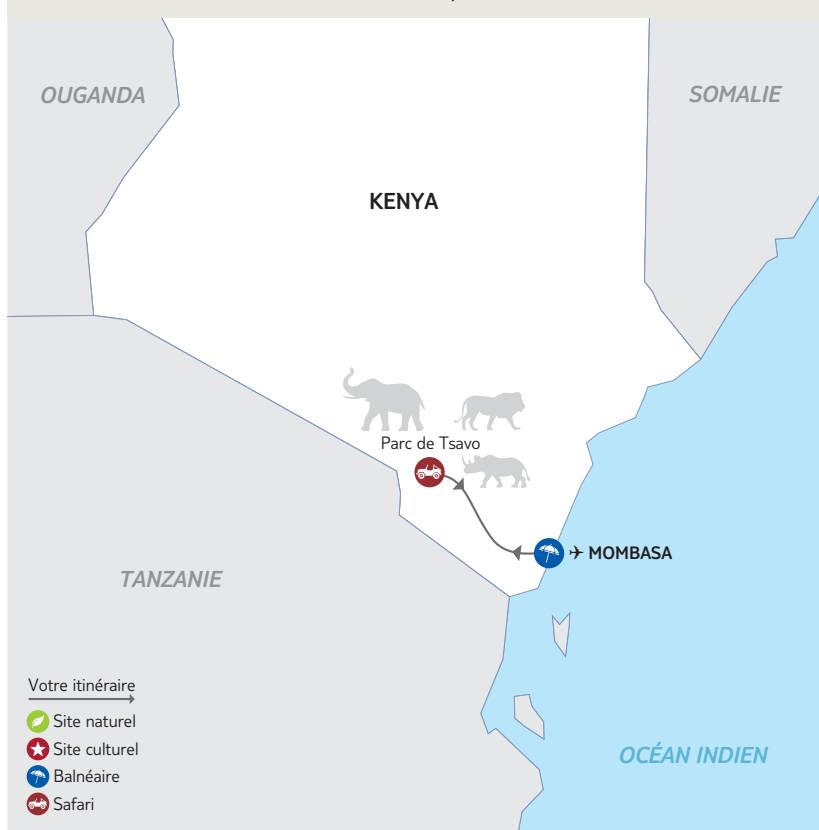 OUGANDA
SOMALIE
KENYA
Parc de Tsavo
MOMBASA
TANZANIE
Votre itinéraire
Site naturel
Site culturel
Balnéaire
Safari
OCÉAN INDIEN